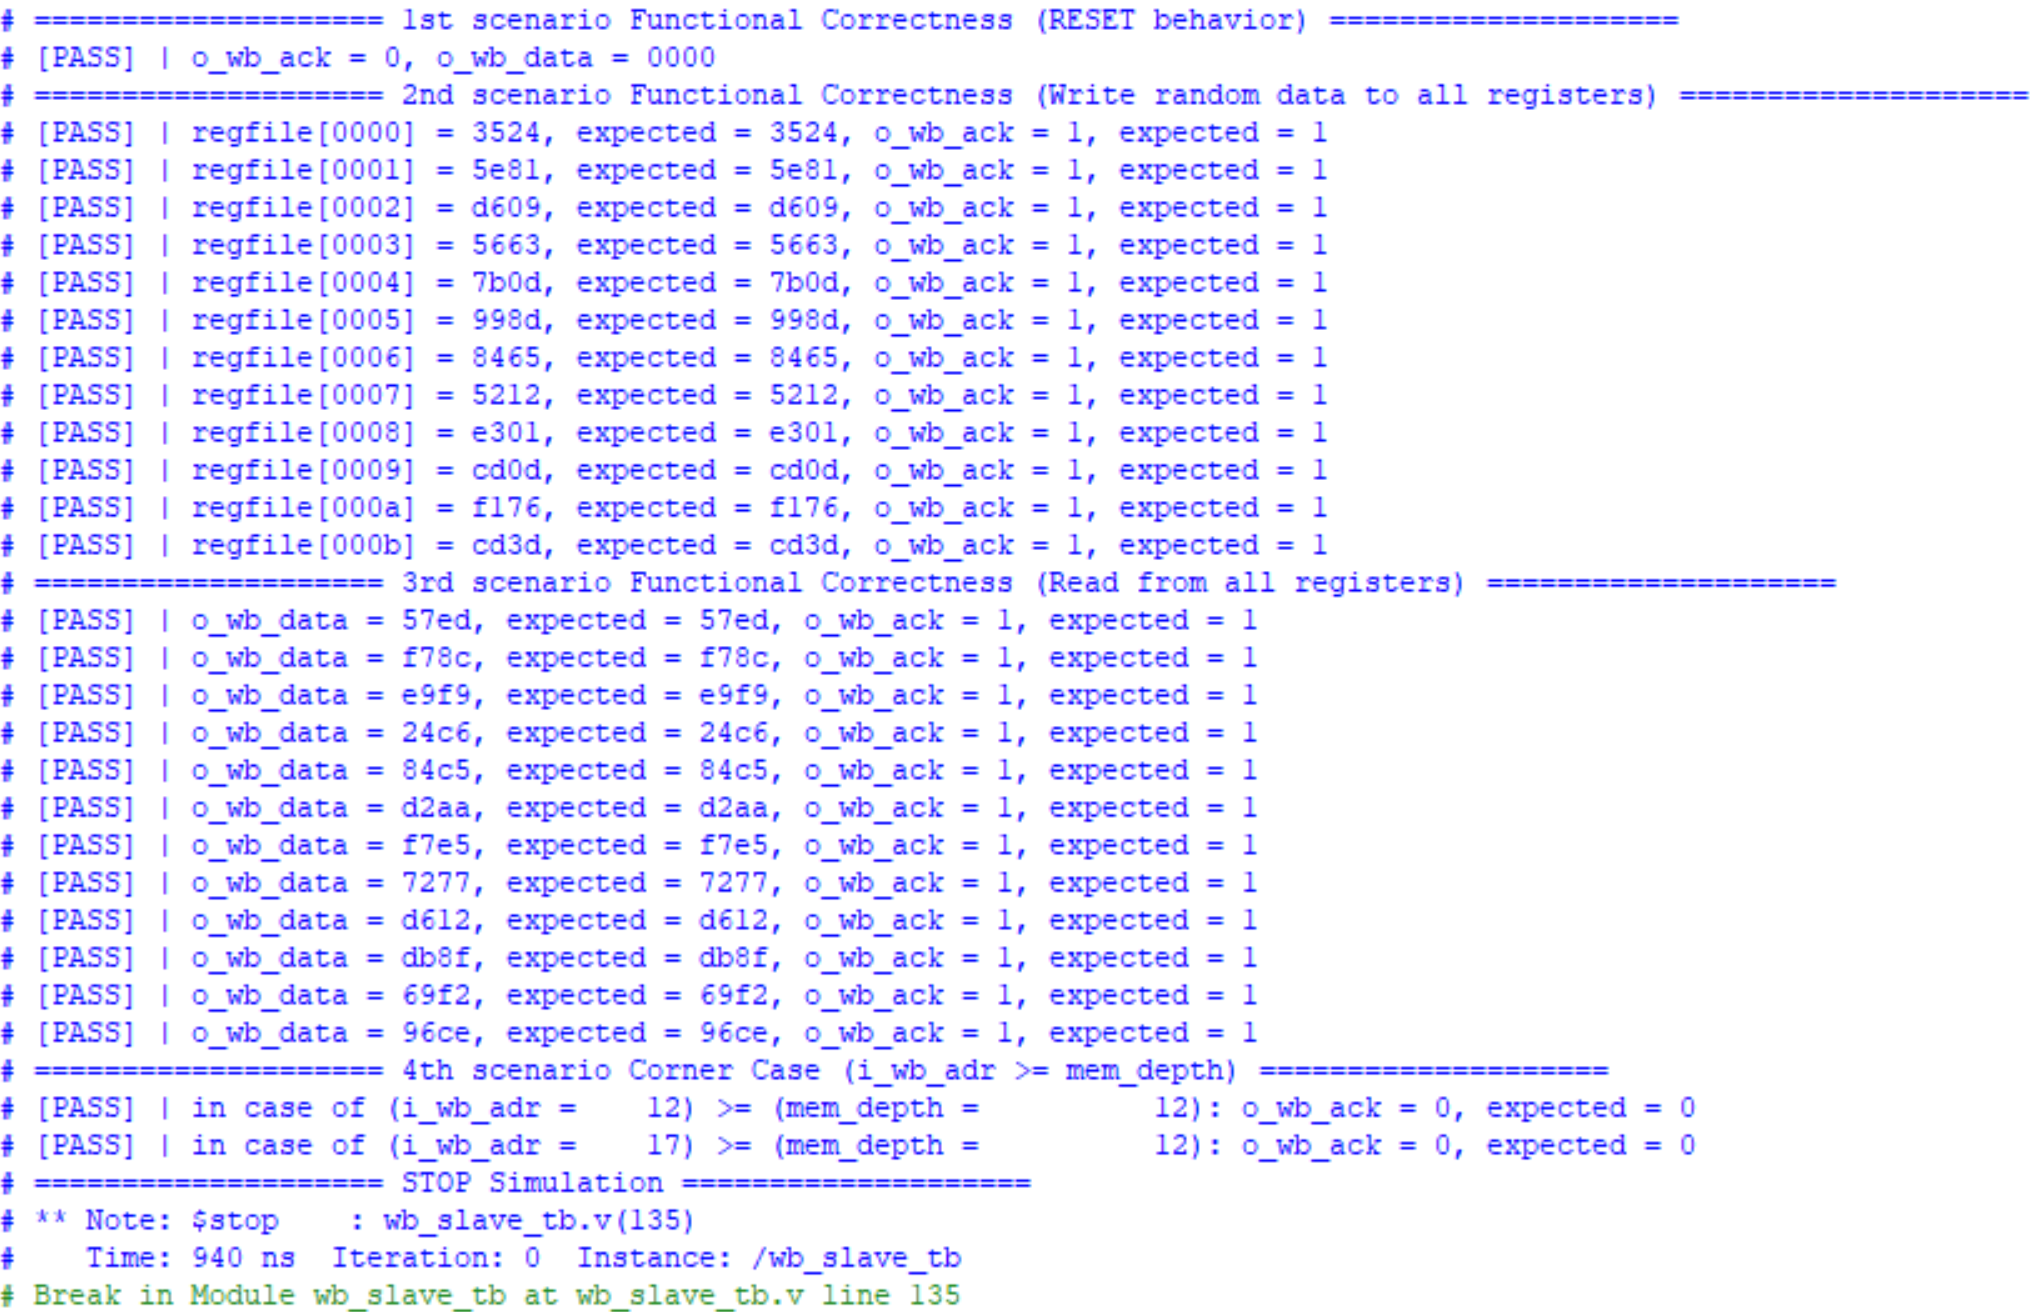 # ==================== 1st scenario Functional Correctness (RESET behavior) ====================
# [PASS] | o_wb_ack = 0, o_wb_data = 0000
# ==================== 2nd scenario Functional Correctness (Write random data to all registers) ====================
# [PASS] | regfile[0000] = 3524, expected = 3524, o_wb_ack = 1, expected = 1
# [PASS] | regfile[0001] = 5e81, expected = 5e81, o_wb_ack = 1, expected = 1
# [PASS] | regfile[0002] = d609, expected = d609, o_wb_ack = 1, expected = 1
# [PASS] | regfile[0003] = 5663, expected = 5663, o_wb_ack = 1, expected = 1
# [PASS] | regfile[0004] = 7b0d, expected = 7b0d, o_wb_ack = 1, expected = 1
# [PASS] | regfile[0005] = 998d, expected = 998d, o_wb_ack = 1, expected = 1
# [PASS] | regfile[0006] = 8465, expected = 8465, o_wb_ack = 1, expected = 1
# [PASS] | regfile[0007] = 5212, expected = 5212, o_wb_ack = 1, expected = 1
# [PASS] | regfile[0008] = e301, expected = e301, o_wb_ack = 1, expected = 1
# [PASS] | regfile[0009] = cd0d, expected = cd0d, o_wb_ack = 1, expected = 1
# [PASS] | regfile[000a] = f176, expected = f176, o_wb_ack = 1, expected = 1
# [PASS] | regfile[000b] = cd3d, expected = cd3d, o_wb_ack = 1, expected = 1
# ==================== 3rd scenario Functional Correctness (Read from all registers) ====================
# [PASS] | o_wb_data = 57ed, expected = 57ed, o_wb_ack = 1, expected = 1
# [PASS] | o_wb_data = f78c, expected = f78c, o_wb_ack = 1, expected = 1
# [PASS] | o_wb_data = e9f9, expected = e9f9, o_wb_ack = 1, expected = 1
# [PASS] | o_wb_data = 24c6, expected = 24c6, o_wb_ack = 1, expected = 1
# [PASS] | o_wb_data = 84c5, expected = 84c5, o_wb_ack = 1, expected = 1
# [PASS] | o_wb_data = d2aa, expected = d2aa, o_wb_ack = 1, expected = 1
# [PASS] | o_wb_data = f7e5, expected = f7e5, o_wb_ack = 1, expected = 1
# [PASS] | o_wb_data = 7277, expected = 7277, o_wb_ack = 1, expected = 1
# [PASS] | o_wb_data = d612, expected = d612, o_wb_ack = 1, expected = 1
# [PASS] | o_wb_data = db8f, expected = db8f, o_wb_ack = 1, expected = 1
# [PASS] | o_wb_data = 69f2, expected = 69f2, o_wb_ack = 1, expected = 1
# [PASS] | o_wb_data = 96ce, expected = 96ce, o_wb_ack = 1, expected = 1
# ==================== 4th scenario Corner Case (i_wb_adr >= mem_depth) ====================
# [PASS] | in case of (i_wb_adr =    12) >= (mem_depth =          12): o_wb_ack = 0, expected = 0
# [PASS] | in case of (i_wb_adr =    17) >= (mem_depth =          12): o_wb_ack = 0, expected = 0
# ==================== STOP Simulation ====================
# ** Note: $stop    : wb_slave_tb.v(135)
#    Time: 940 ns  Iteration: 0  Instance: /wb_slave_tb
# Break in Module wb_slave_tb at wb_slave_tb.v line 135